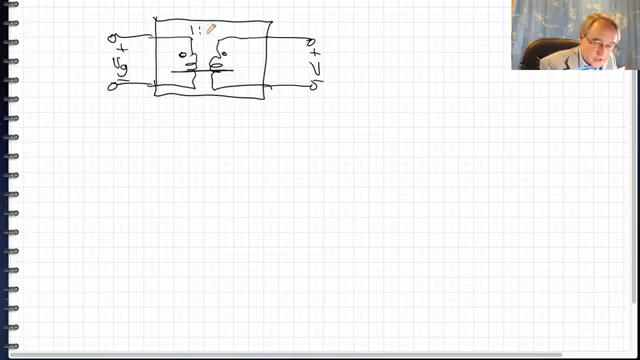 1:
+ +
Vg V
- -